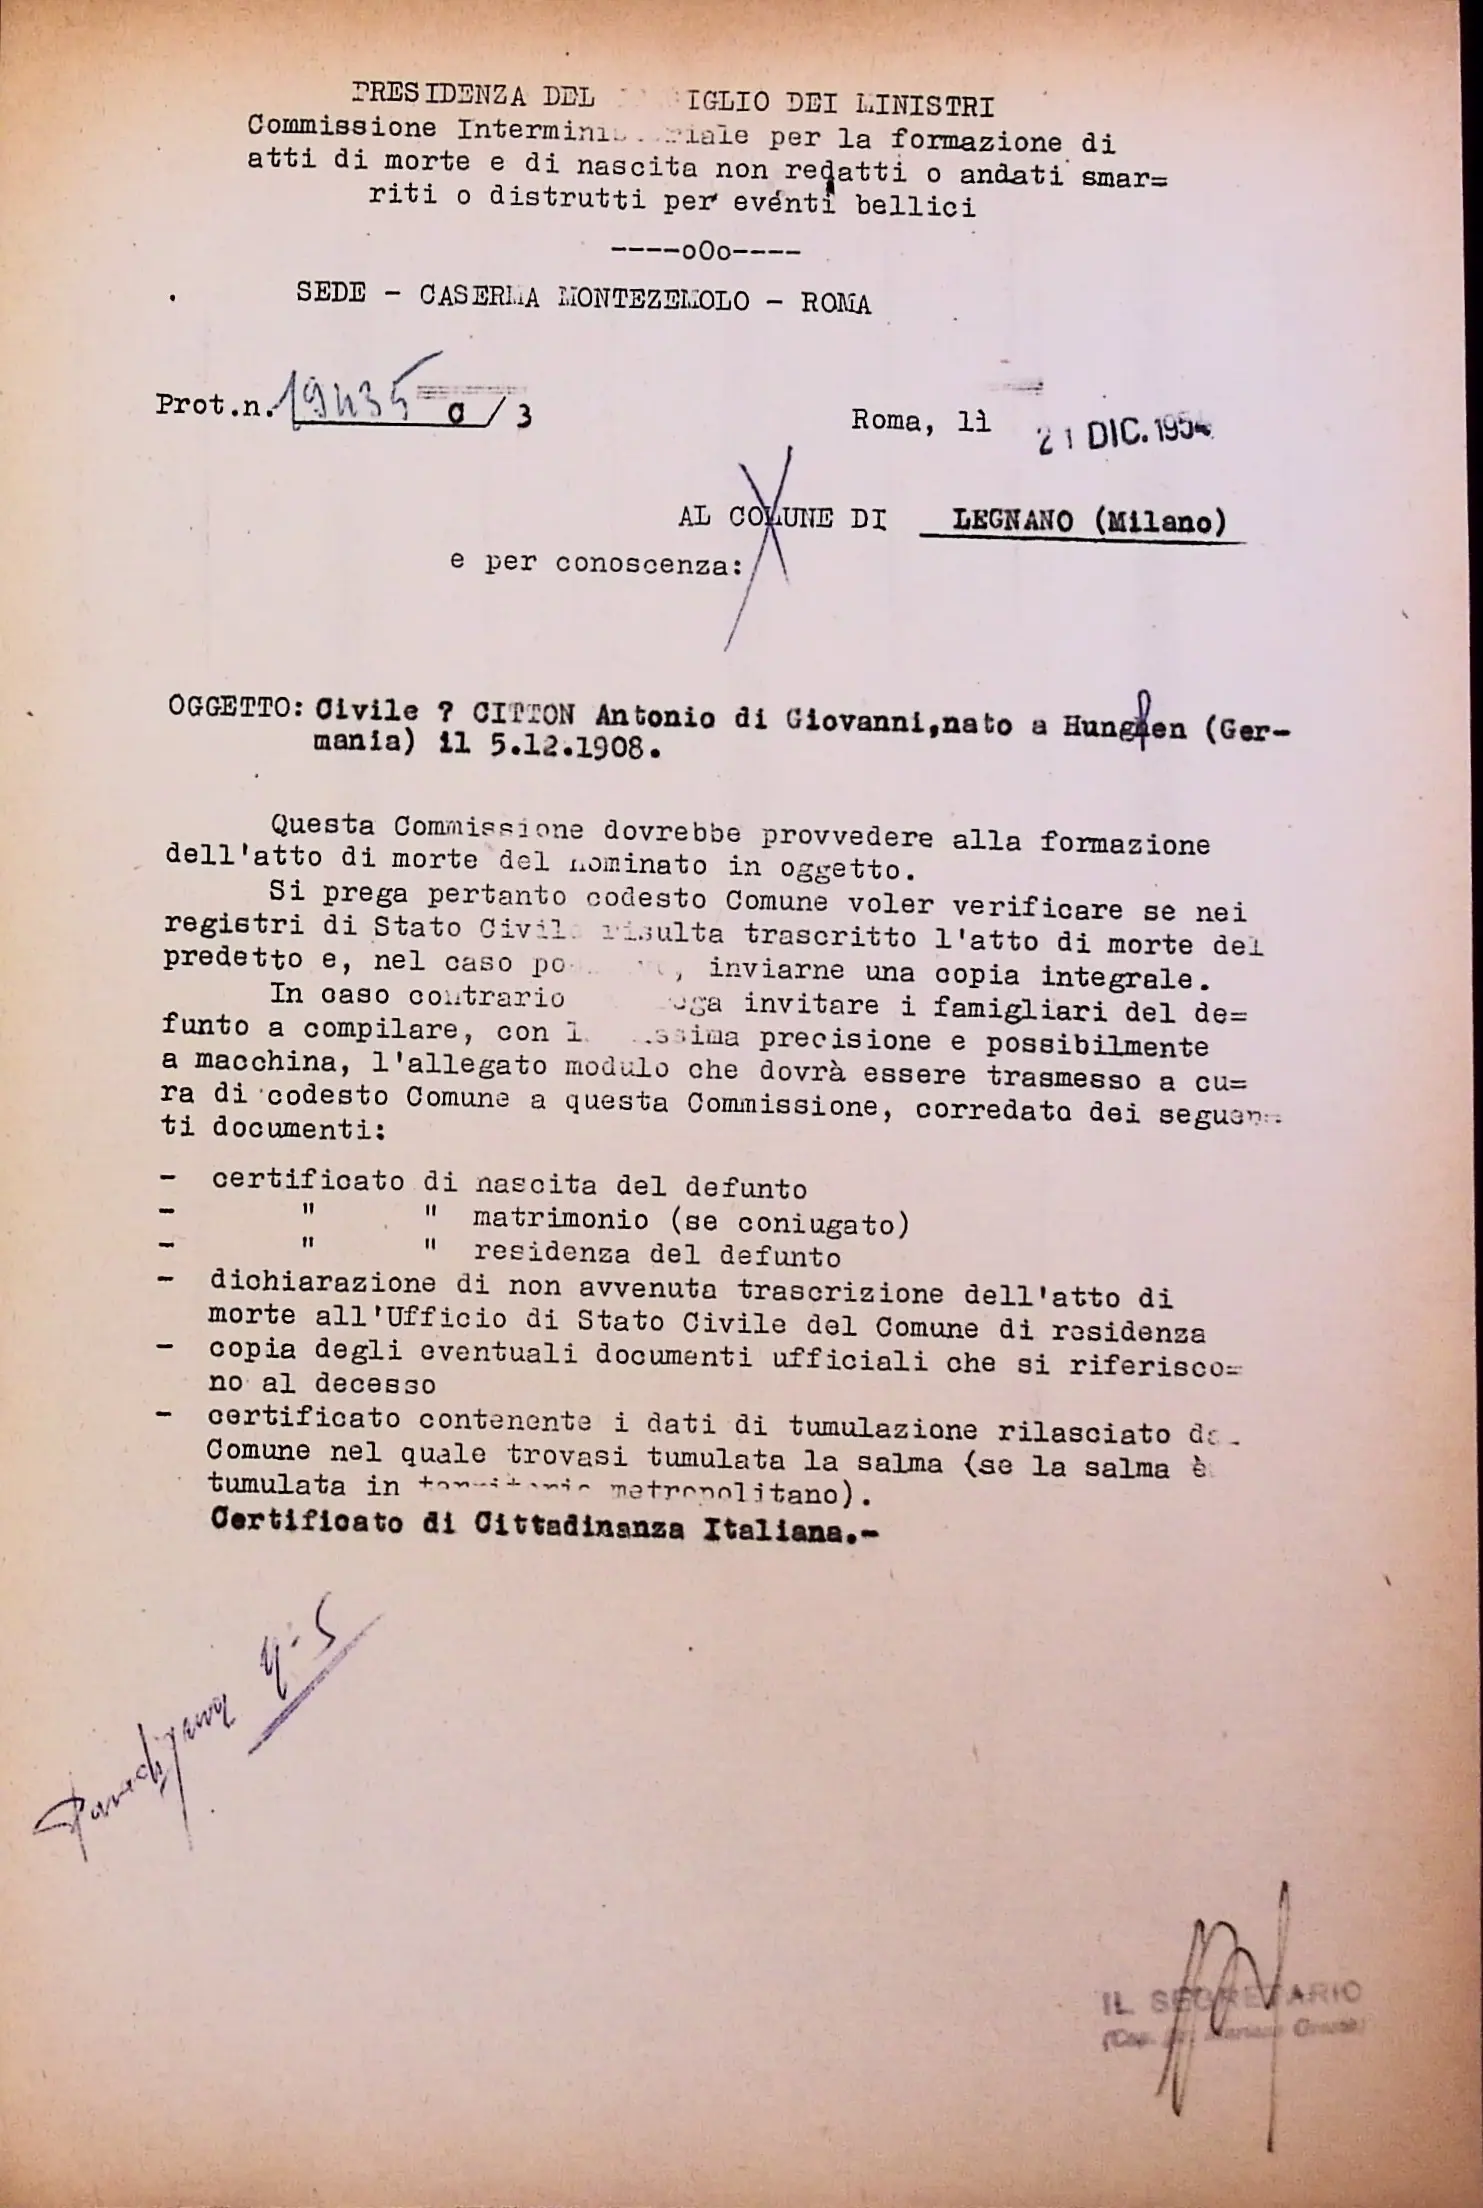 PRESIDENZA DEL IGLIO DEI MINISTRI
Commissione Interministeriale per la formazione di
atti di morte e di nascita non redatti o andati smar=
riti o distrutti per eventi bellici
----oOo----
SEDE - CASERMA MONTEZEMOLO - ROMA
Prot.n. 19435 C / 3
Roma, lì 21 DIC. 1954
AL COMUNE DI LEGNANO (Milano)
e per conoscenza:
OGGETTO: Civile ? CITTON Antonio di Giovanni,nato a Hunghen (Ger-
mania) il 5.12.1908.
Questa Commissione dovrebbe provvedere alla formazione
dell'atto di morte del nominato in oggetto.
Si prega pertanto codesto Comune voler verificare se nei
registri di Stato Civile risulta trascritto l'atto di morte del
predetto e, nel caso po , inviarne una copia integrale.
In caso contrario invitare i famigliari del de=
funto a compilare, con precisione e possibilmente
a macchina, l'allegato modulo che dovrà essere trasmesso a cu=
ra di codesto Comune a questa Commissione, corredato dei seguen=
ti documenti:
- certificato di nascita del defunto
- " " matrimonio (se coniugato)
- " " residenza del defunto
- dichiarazione di non avvenuta trascrizione dell'atto di
morte all'Ufficio di Stato Civile del Comune di residenza
- copia degli eventuali documenti ufficiali che si riferisco=
no al decesso
- certificato contenente i dati di tumulazione rilasciato
Comune nel quale trovasi tumulata la salma (se la salma è
tumulata in territorio metropolitano).
Certificato di Cittadinanza Italiana.-
IL SEGRETARIO